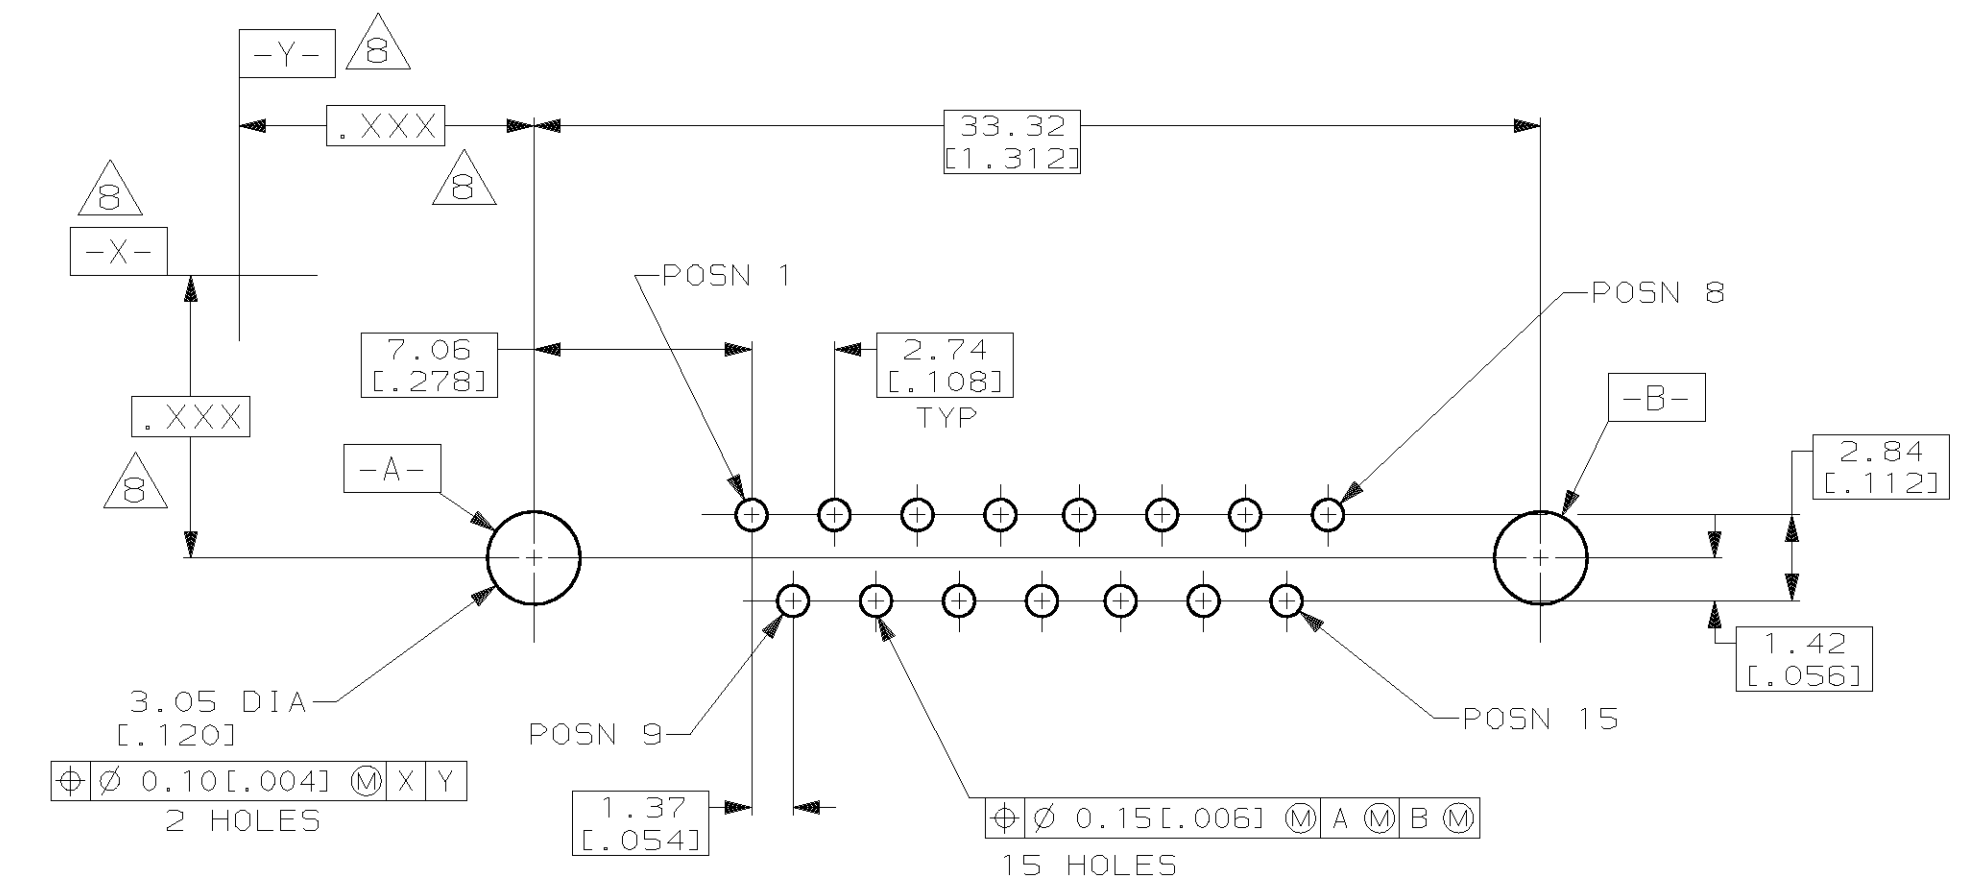 -Y-
8
.XXX
8
33.32
[1.312]
8
-X-
POSN 1
POSN 8
7.06
[.278]
2.74
[.108]
TYP
-B-
.XXX
8
-A-
2.84
[.112]
1.42
[.056]
3.05 DIA
[.120]
⌖ Ø 0.10[.004] Ⓜ X Y
2 HOLES
POSN 9
POSN 15
1.37
[.054]
⌖ Ø 0.15[.006] Ⓜ A Ⓜ B Ⓜ
15 HOLES